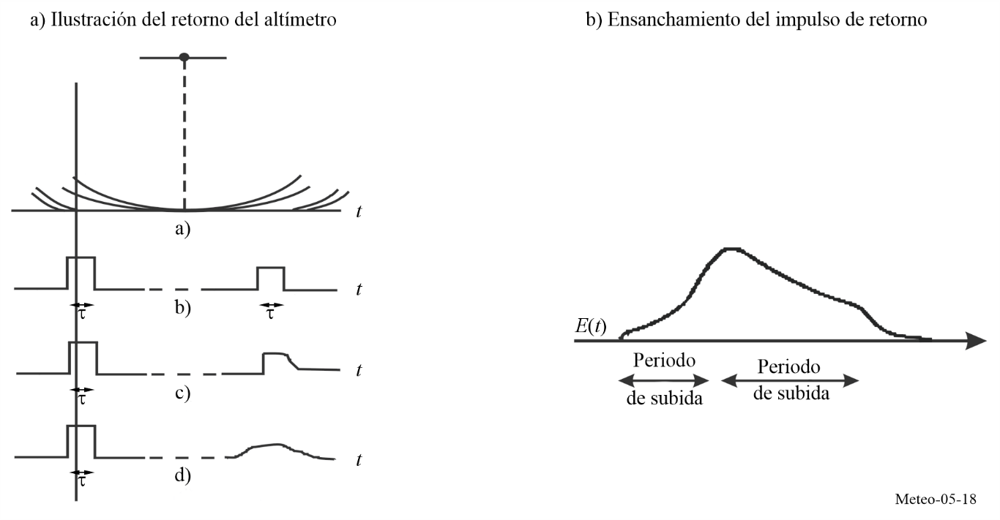 a) Ilustración del retorno del altímetro
b) Ensanchamiento del impulso de retorno
t
a)
t
τ
b)
τ
t
τ
c)
t
τ
d)
E(t)
Periodo
de subida
Periodo
de subida
Meteo-05-18